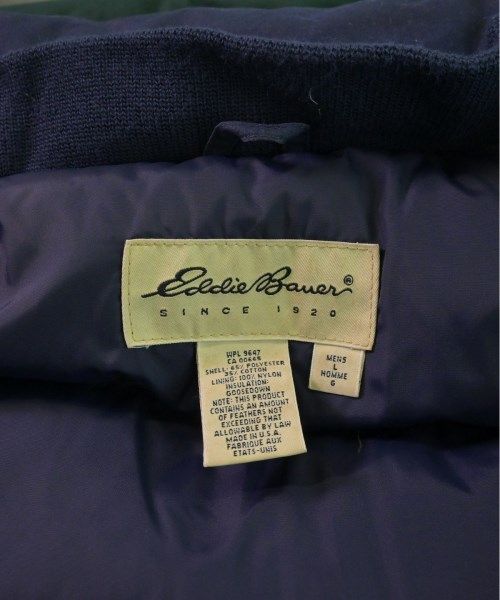 Eddie Bauer®
SINCE 1920
WPL 9647
CA 00665
SHELL: 65% POLYESTER
35% COTTON
LINING: 100% NYLON
INSULATION:
GOOSEDOWN
NOTE: THIS PRODUCT
CONTAINS AN AMOUNT
OF FEATHERS NOT
EXCEEDING THAT
ALLOWABLE BY LAW
MADE IN U.S.A.
FABRIQUE AUX
ETATS-UNIS
MENS
L
HOMME
G